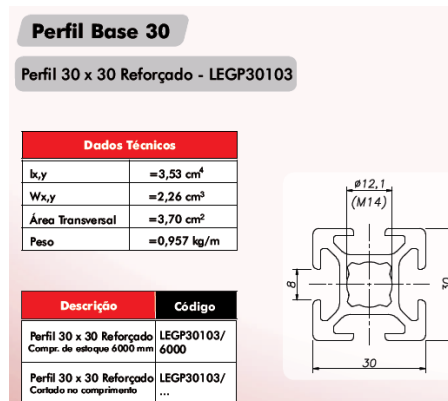 Perfil Base 30
Perfil 30 x 30 Reforçado - LEGP30103
Dados Técnicos
Ix,y =3,53 cm⁴
Wx,y =2,26 cm³
Área Transversal =3,70 cm²
Peso =0,957 kg/m
ø12,1
(M14)
8
30
30
Descrição Código
Perfil 30 x 30 Reforçado LEGP30103/
Compr. de estoque 6000 mm 6000
Perfil 30 x 30 Reforçado LEGP30103/
Cortado no comprimento ...